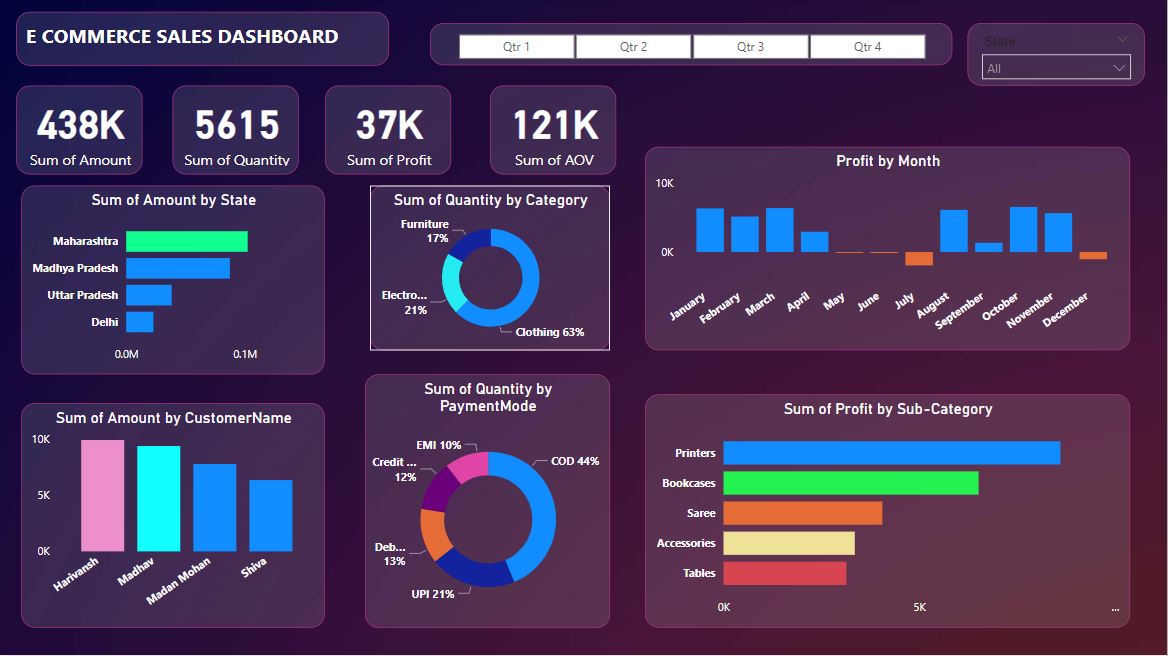 E COMMERCE SALES DASHBOARD
Qtr 1
Qtr 2
Qtr 3
Qtr 4
State
All
438K
Sum of Amount
5615
Sum of Quantity
37K
Sum of Profit
121K
Sum of AOV
Sum of Amount by State
Maharashtra
Madhya Pradesh
Uttar Pradesh
Delhi
0.0M
0.1M
Sum of Quantity by Category
Furniture
17%
Electro...
21%
Clothing 63%
Profit by Month
10K
0K
January
February
March
April
May
June
July
August
September
October
November
December
Sum of Amount by CustomerName
10K
5K
0K
Harivansh
Madhav
Madan Mohan
Shiva
Sum of Quantity by
PaymentMode
EMI 10%
COD 44%
Credit ...
12%
Deb...
13%
UPI 21%
Sum of Profit by Sub-Category
Printers
Bookcases
Saree
Accessories
Tables
0K
5K
...